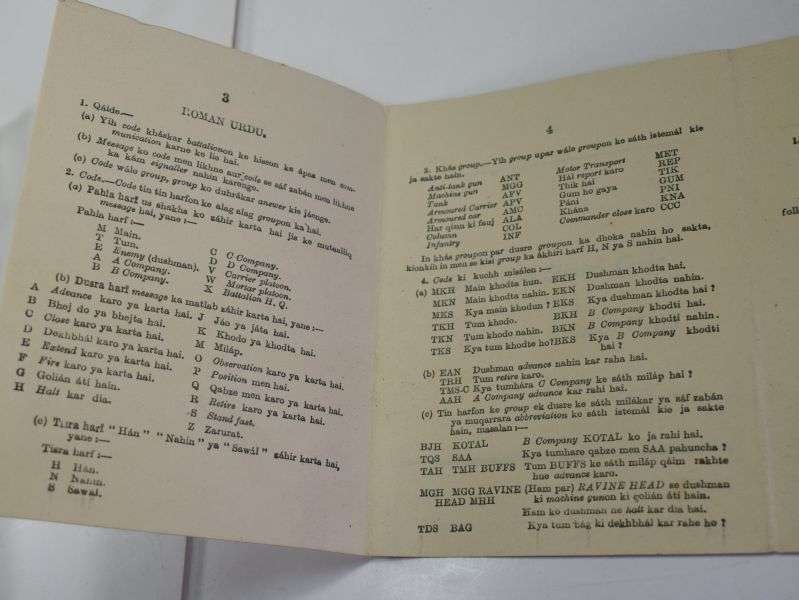 3
ROMAN URDU.
1. Qáide.—
(a) Yih code kháskar battalionon ke hisson ke ápas men com-
munication karne ke lie hai.
(b) Message ko code men likhne aur code se sáf zabán men likhne
ka kám signaller nahin karenge.
(c) Code wále group, group ko duhrákar answer kie jáenge.
2. Code.—Code tin tin harfon ke alag alag groupon ka hai.
(a) Pahla harf us shakhs ko záhir karta hai jis ke mutaalliq
message hai, yane :—
Pahla harf :—
M Main.
T Tum.
E Enemy (dushman).
A A Company.
B B Company.
C C Company.
D D Company.
V Carrier platoon.
W Mortar platoon.
X Battalion H. Q.
(b) Dusra harf message ka matlab záhir karta hai, yane :—
A Advance karo ya karta hai.
B Bhej do ya bhejta hai.
C Close karo ya karta hai.
D Dekhbhál karo ya karta hai.
E Extend karo ya karta hai.
F Fire karo ya karta hai.
G Golián átí hain.
H Halt kar dia.
J Jáo ya játa hai.
K Khodo ya khodta hai.
M Miláp.
O Observation karo ya karta hai.
P Position men hai.
Q Qabze men karo ya karta hai.
R Retire karo ya karta hai.
S Stand fast.
Z Zarurat.
(c) Tisra harf " Hán " " Nahin " ya " Sawál " záhir karta hai,
yane :—
Tisra harf :—
H Hán.
N Nahin.
S Sawal.
4
3. Khás group.—Yih group upar wále groupon ke sáth istemál kie
ja sakte hain.
Anti-tank gun ANT
Machine gun MGG
Tank AFV
Armoured Carrier APV
Armoured car AMC
Har qism ki fauj ALA
Column COL
Infantry INF
Motor Transport MET
Hál report karo REP
Thik hai TIK
Gum ho gaya GUM
Páni PNI
Khána KNA
Commander close karo CCC
In khás groupon par dusre groupon ka dhoka nahin ho sakta,
kionkih in men se kisi group ka ákhiri harf H, N ya S nahin hai.
4. Code ki kuchh misálen :—
(a) MKH Main khodta hun. EKH Dushman khodta hai.
MKN Main khodta nahin. EKN Dushman khodta nahin.
MKS Kya main khodun ? EKS Kya dushman khodta hai ?
TKH Tum khodo. BKH B Company khodti hai.
TKN Tum khodo nahin. BKN B Company khodti nahin.
TKS Kya tum khodte ho? BKS Kya B Company khodti
hai ?
(b) EAN Dushman advance nahin kar raha hai.
TRH Tum retire karo.
TMS-C Kya tumhára C Company ke sáth miláp hai ?
AAH A Company advance kar rahi hai.
(c) Tin harfon ke group ek dusre ke sáth milákar ya sáf zabán
ya muqarrara abbreviation ke sáth istemál kie ja sakte
hain, masalan :—
BJH KOTAL B Company KOTAL ko ja rahi hai.
TQS SAA Kya tumhare qabze men SAA pahuncha ?
TAH TMH BUFFS Tum BUFFS ke sáth miláp qáim rakhte
hue advance karo.
MGH MGG RAVINE (Ham par) RAVINE HEAD se dushman
HEAD MRH ki machine gunon ki golián átí hain.
Ham ko dushman ne halt kar dia hai.
TDS BAG Kya tum bág ki dekhbhál kar rahe ho ?
1.
foll